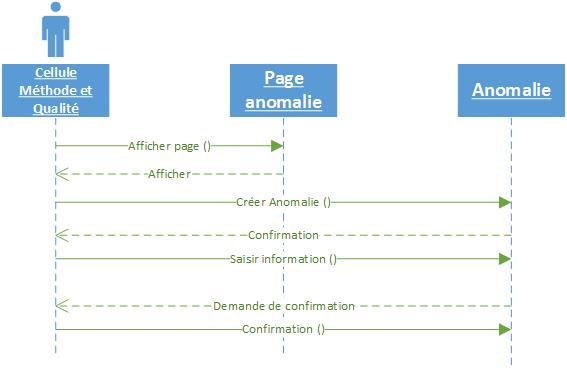 Cellule
Méthode et
Qualité
Page
anomalie
Anomalie
Afficher page ()
Afficher
Créer Anomalie ()
Confirmation
Saisir information ()
Demande de confirmation
Confirmation ()